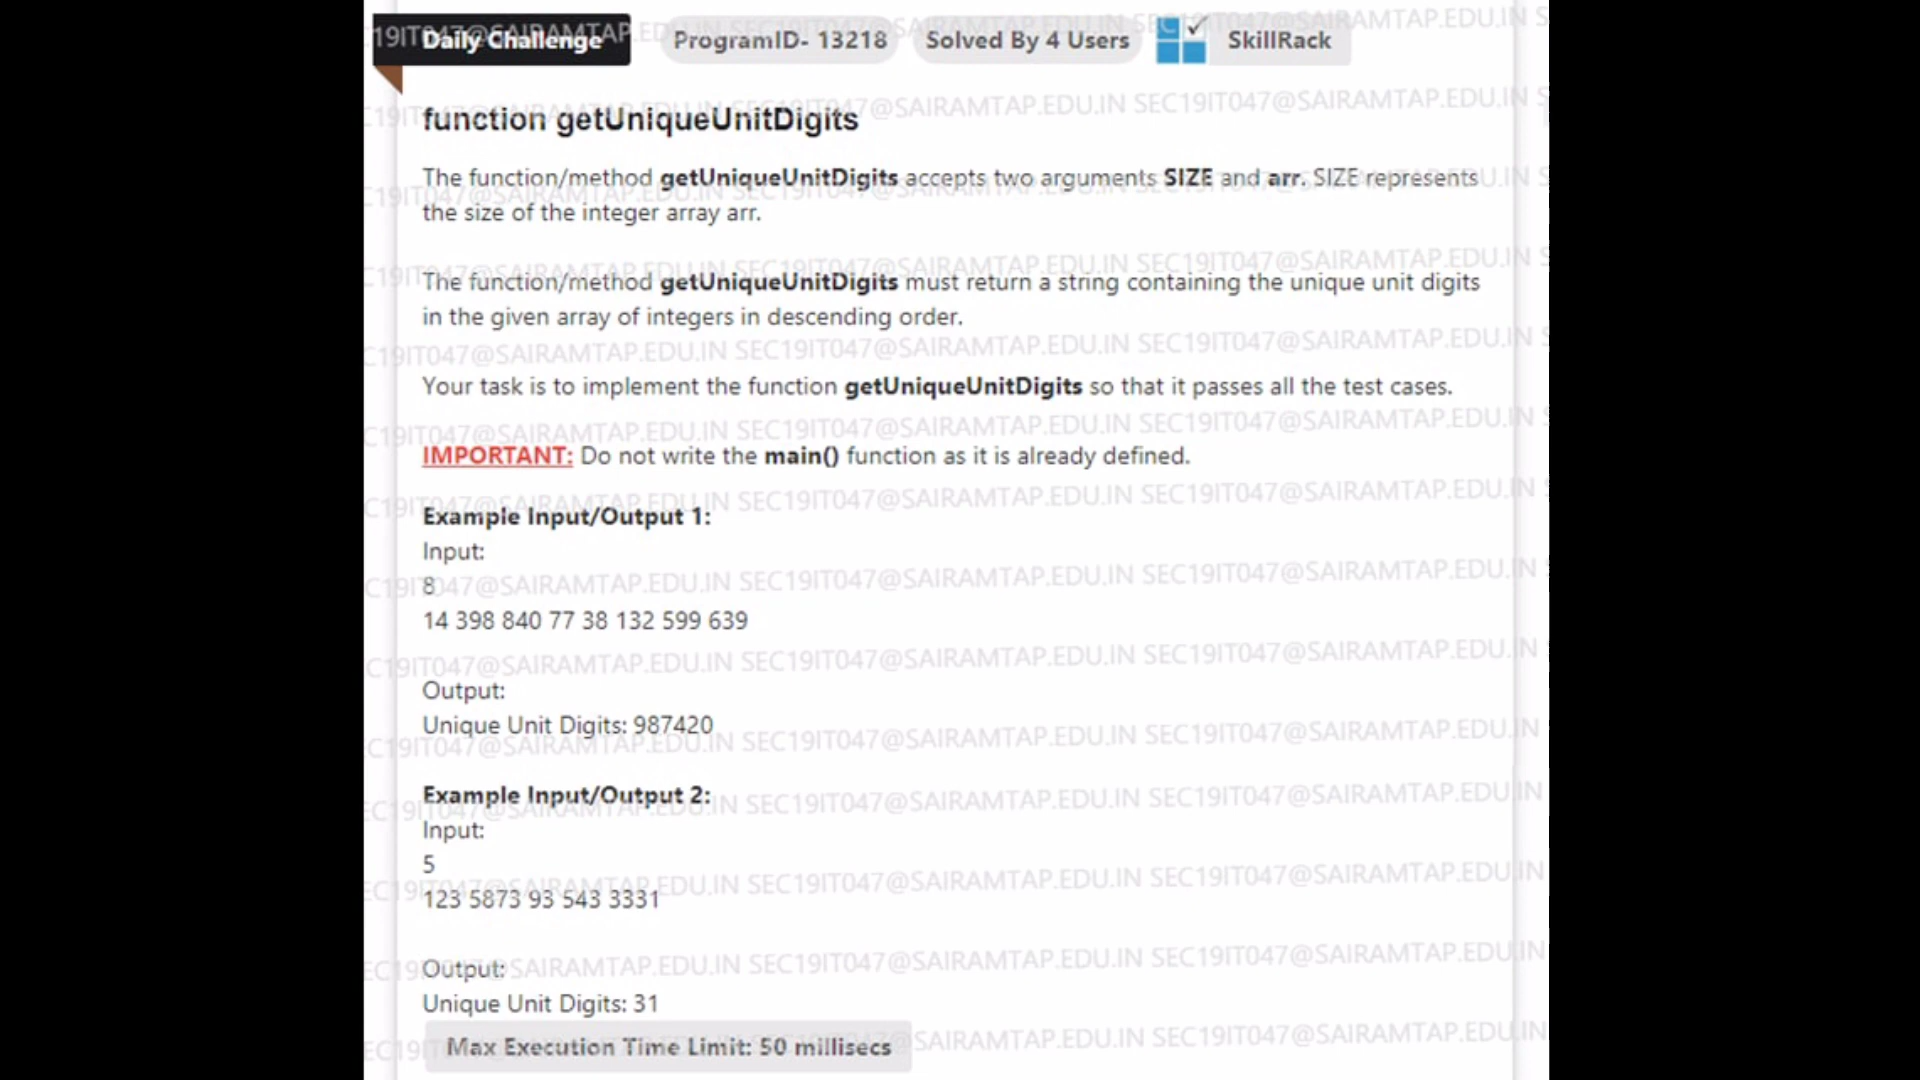 Daily Challenge
ProgramID- 13218
Solved By 4 Users
SkillRack
function getUniqueUnitDigits
The function/method getUniqueUnitDigits accepts two arguments SIZE and arr. SIZE represents
the size of the integer array arr.
The function/method getUniqueUnitDigits must return a string containing the unique unit digits
in the given array of integers in descending order.
Your task is to implement the function getUniqueUnitDigits so that it passes all the test cases.
IMPORTANT: Do not write the main() function as it is already defined.
Example Input/Output 1:
Input:
8
14 398 840 77 38 132 599 639
Output:
Unique Unit Digits: 987420
Example Input/Output 2:
Input:
5
123 5873 93 543 3331
Output:
Unique Unit Digits: 31
Max Execution Time Limit: 50 millisecs
SEC19IT047@SAIRAMTAP.EDU.IN